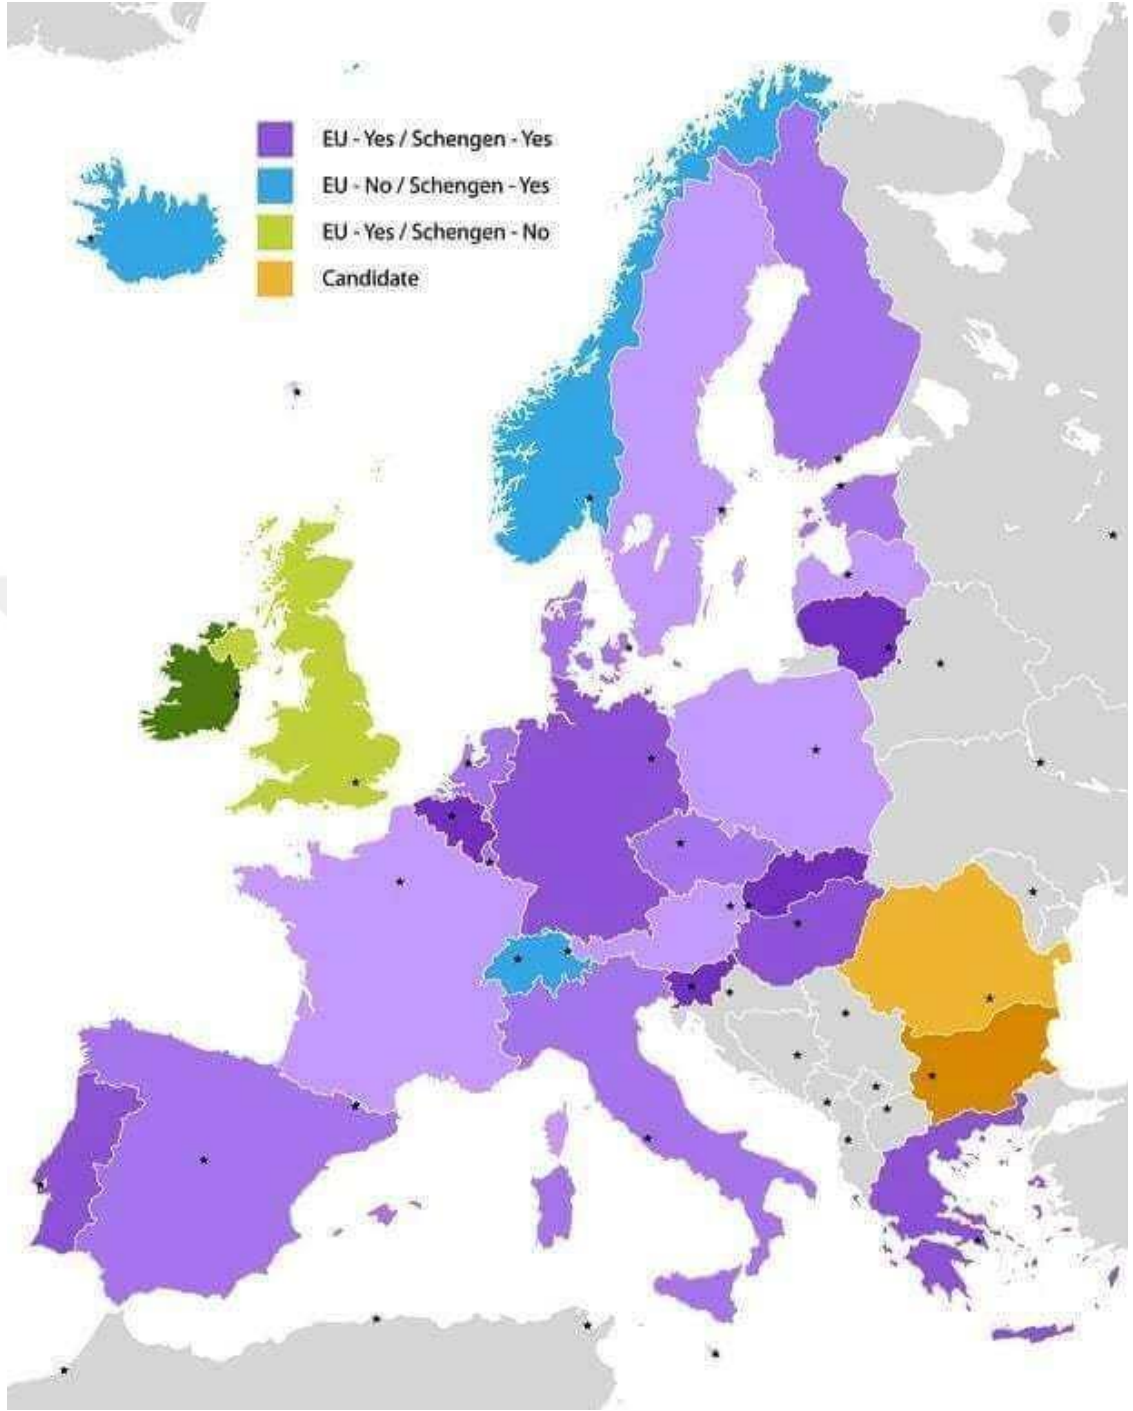 EU - Yes / Schengen - Yes
EU - No / Schengen - Yes
EU - Yes / Schengen - No
Candidate